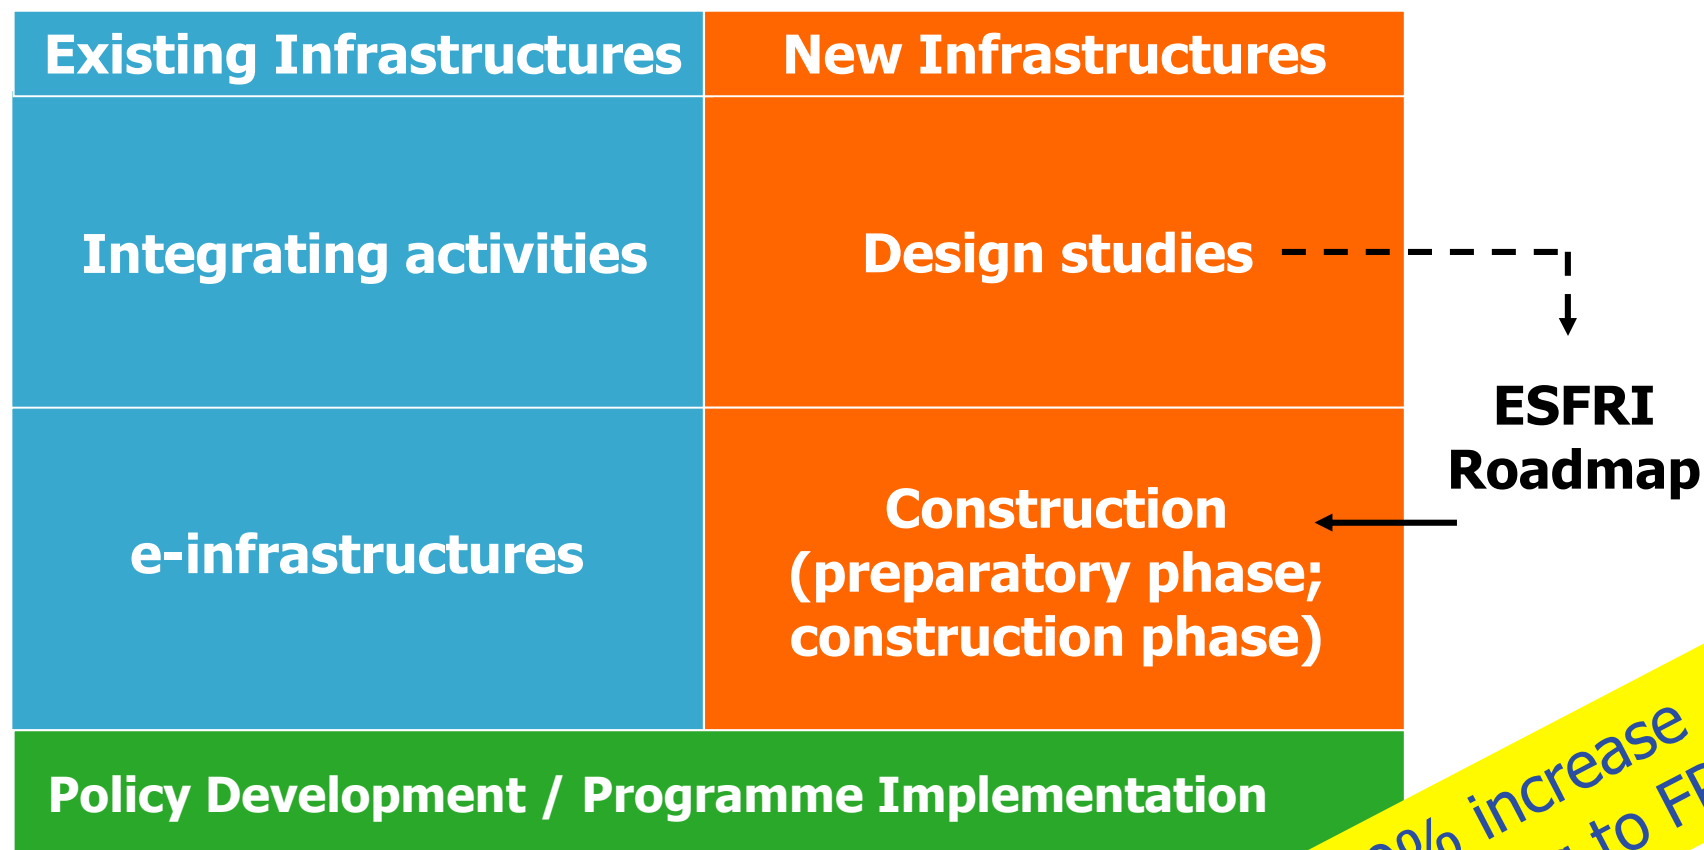 Existing Infrastructures
New Infrastructures
Integrating activities
Design studies
ESFRI
Roadmap
e-infrastructures
Construction
(preparatory phase;
construction phase)
Policy Development / Programme Implementation
increase
to